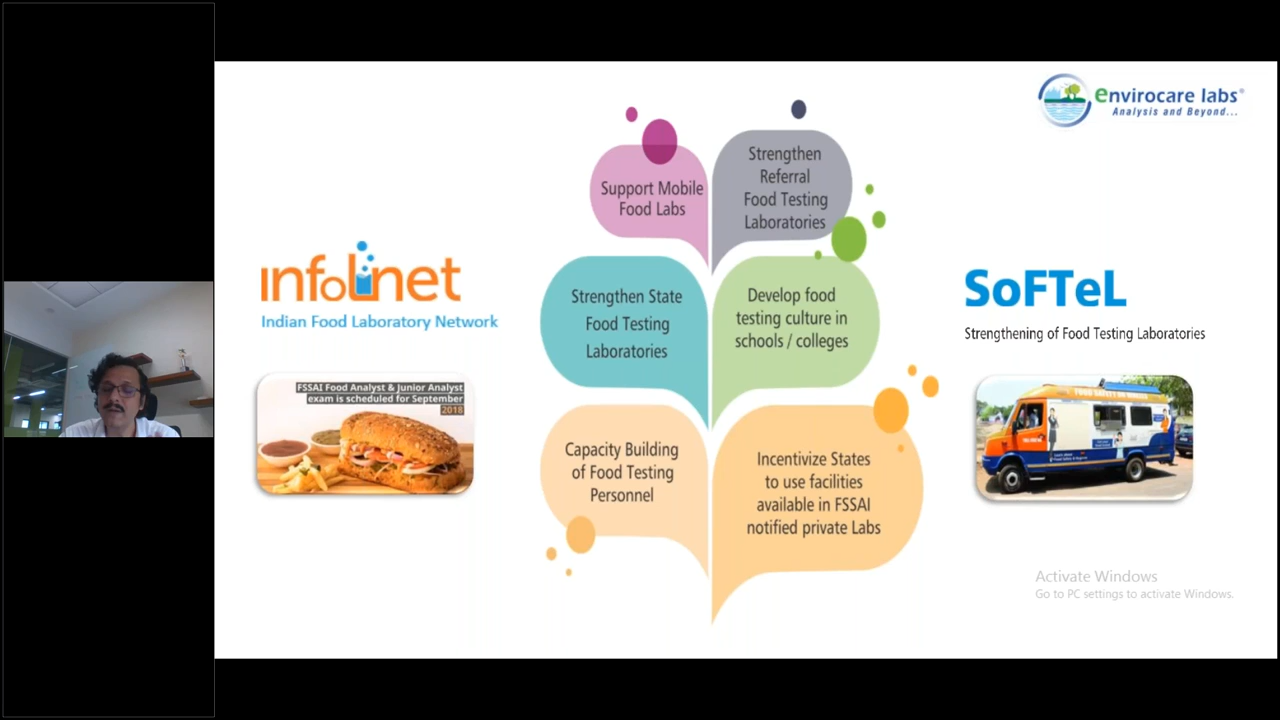 envirocare labs®
Analysis and Beyond...
Support Mobile
Food Labs
Strengthen
Referral
Food Testing
Laboratories
InfoLnet
Indian Food Laboratory Network
Strengthen State
Food Testing
Laboratories
Develop food
testing culture in
schools / colleges
SoFTeL
Strengthening of Food Testing Laboratories
FSSAI Food Analyst & Junior Analyst
exam is scheduled for September
2018
Capacity Building
of Food Testing
Personnel
Incentivize States
to use facilities
available in FSSAI
notified private Labs
FOOD SAFETY ON WHEELS
Activate Windows
Go to PC settings to activate Windows.